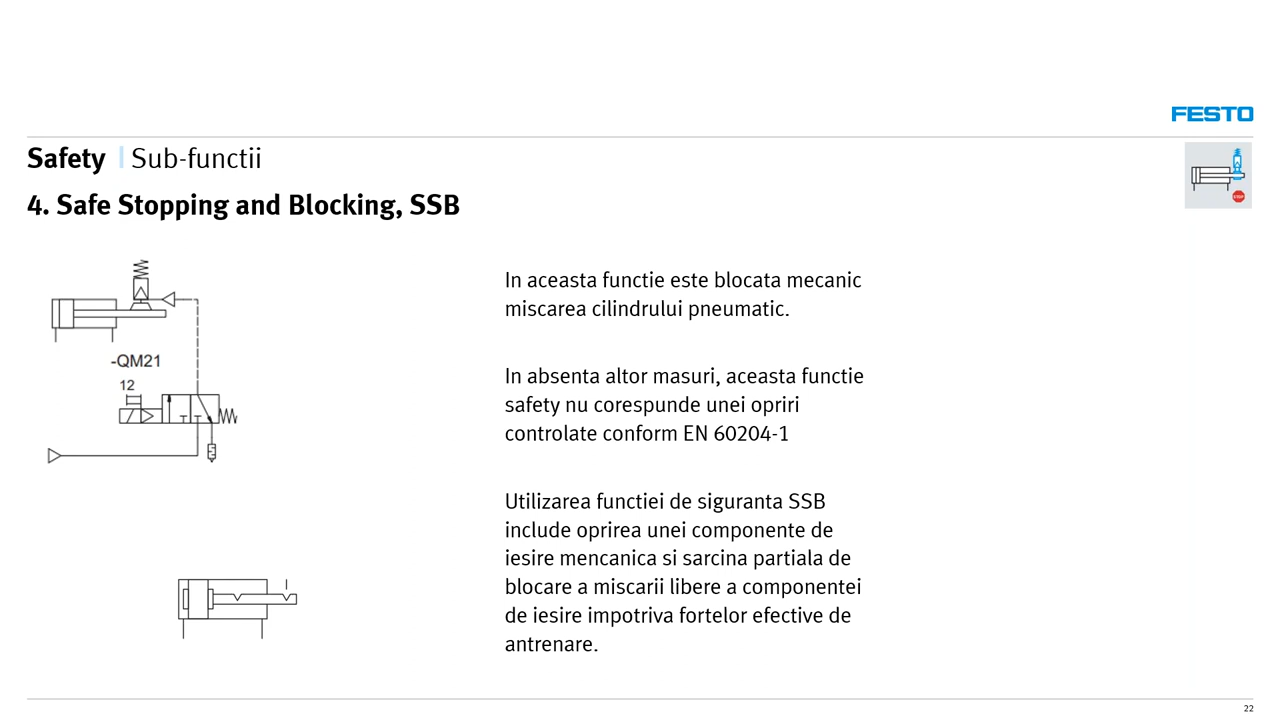 FESTO
Safety | Sub-functii
4. Safe Stopping and Blocking, SSB
STOP
-QM21
12
In aceasta functie este blocata mecanic
miscarea cilindrului pneumatic.
In absenta altor masuri, aceasta functie
safety nu corespunde unei opriri
controlate conform EN 60204-1
Utilizarea functiei de siguranta SSB
include oprirea unei componente de
iesire mencanica si sarcina partiala de
blocare a miscarii libere a componentei
de iesire impotriva fortelor efective de
antrenare.
22